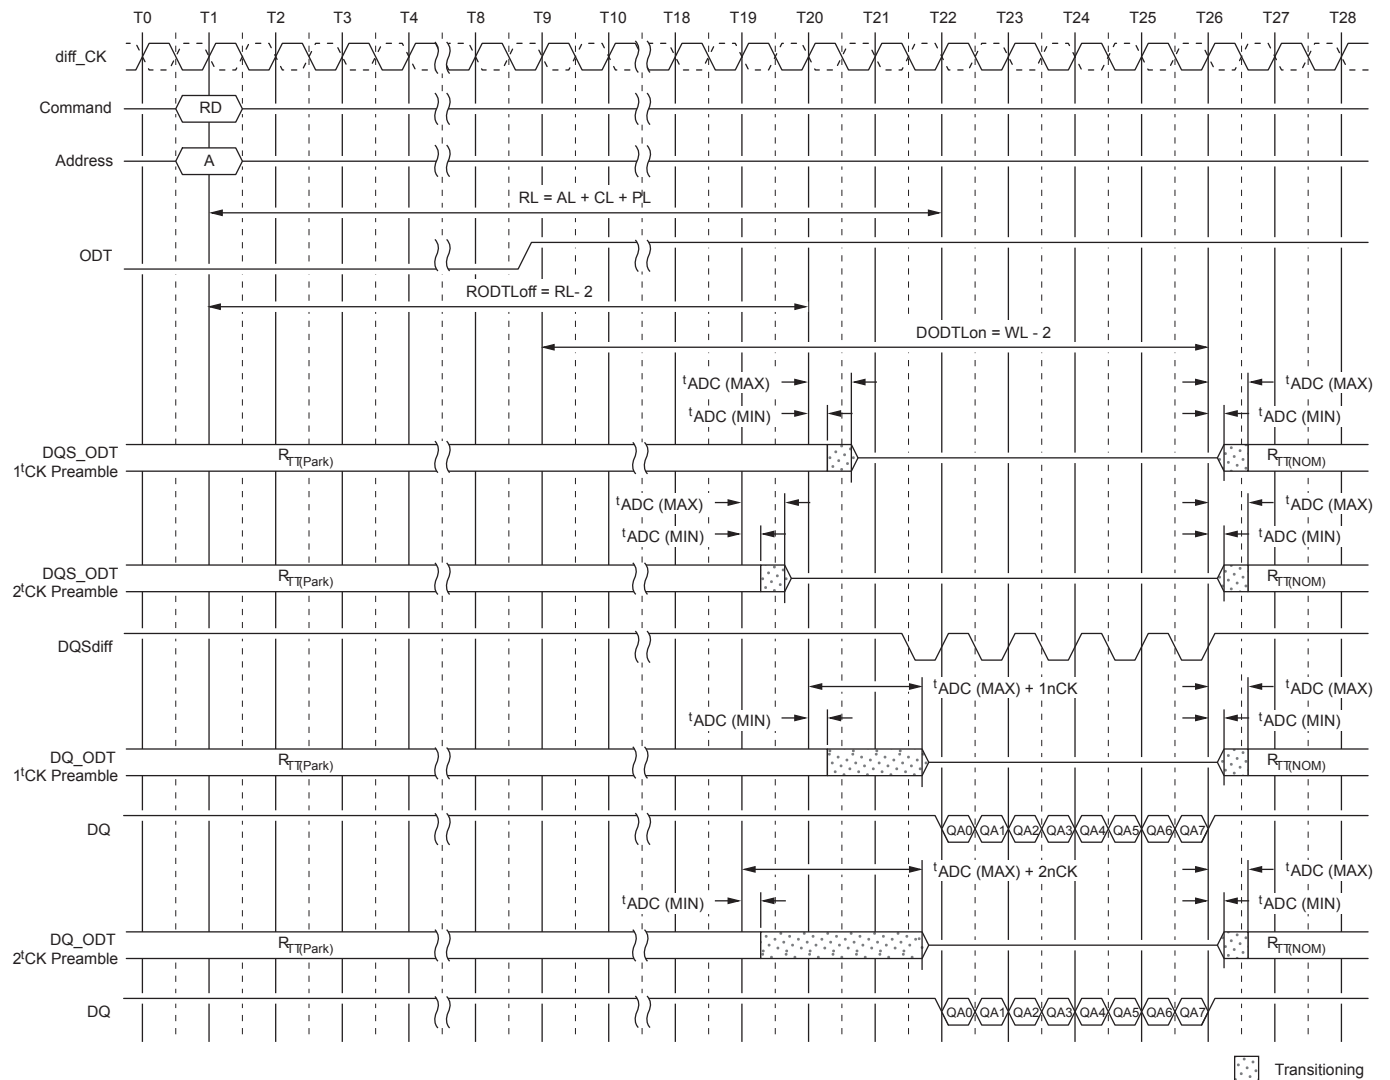 T0 T1 T2 T3 T4 T8 T9 T10 T18 T19 T20 T21 T22 T23 T24 T25 T26 T27 T28
diff_CK
Command RD
Address A
RL = AL + CL + PL
ODT
RODTLoff = RL- 2
DODTLon = WL - 2
tADC (MAX) tADC (MAX)
tADC (MIN) tADC (MIN)
DQS_ODT
1tCK Preamble RTT(Park) RTT(NOM)
tADC (MAX) tADC (MAX)
tADC (MIN) tADC (MIN)
DQS_ODT
2tCK Preamble RTT(Park) RTT(NOM)
DQSdiff
tADC (MAX) + 1nCK tADC (MAX)
tADC (MIN) tADC (MIN)
DQ_ODT
1tCK Preamble RTT(Park) RTT(NOM)
DQ QA0 QA1 QA2 QA3 QA4 QA5 QA6 QA7
tADC (MAX) + 2nCK tADC (MAX)
tADC (MIN) tADC (MIN)
DQ_ODT
2tCK Preamble RTT(Park) RTT(NOM)
DQ QA0 QA1 QA2 QA3 QA4 QA5 QA6 QA7
Transitioning